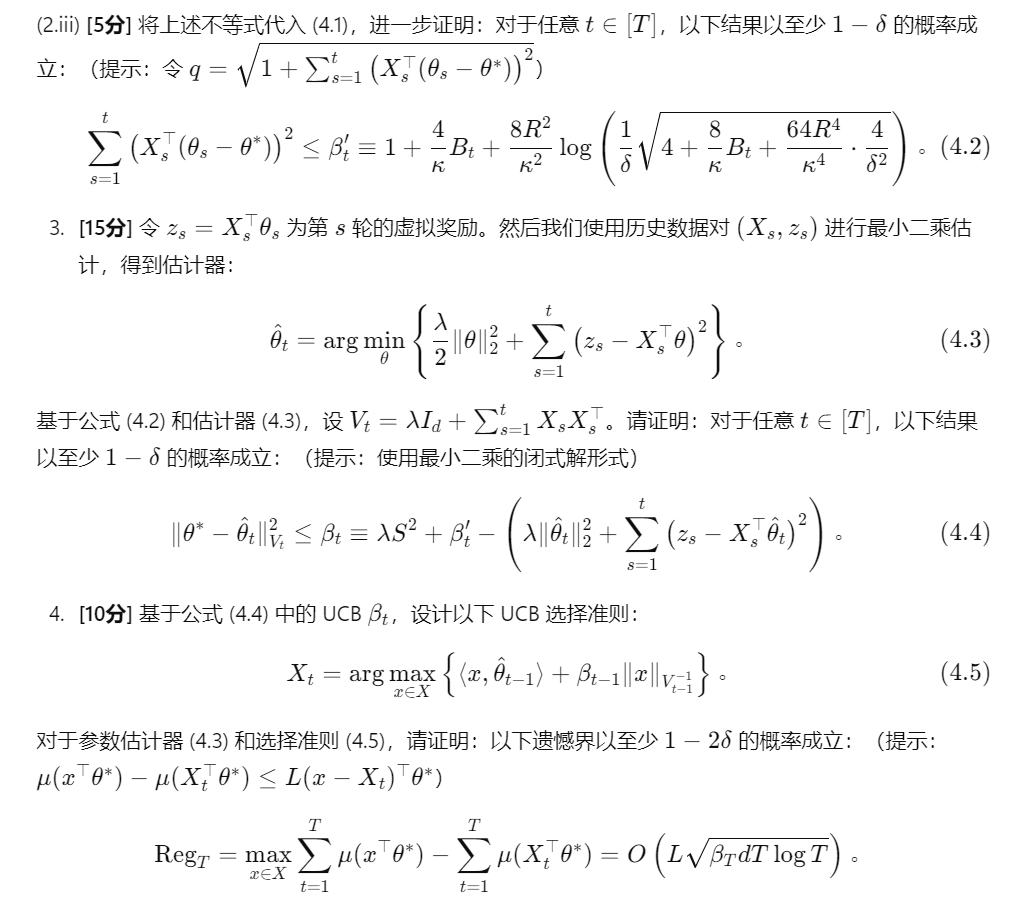 (2.iii) [5分] 将上述不等式代入 (4.1)，进一步证明：对于任意 $t \in [T]$，以下结果以至少 $1-\delta$ 的概率成
立：（提示：令 $q = \sqrt{1 + \sum_{s=1}^{t} \left(X_s^\top(\theta_s - \theta^*)\right)^2}$）
$$\sum_{s=1}^{t} \left(X_s^\top(\theta_s - \theta^*)\right)^2 \leq \beta_t' \equiv 1 + \frac{4}{\kappa}B_t + \frac{8R^2}{\kappa^2}\log\left(\frac{1}{\delta}\sqrt{4 + \frac{8}{\kappa}B_t + \frac{64R^4}{\kappa^4} \cdot \frac{4}{\delta^2}}\right)。(4.2)$$
3. [15分] 令 $z_s = X_s^\top\theta_s$ 为第 $s$ 轮的虚拟奖励。然后我们使用历史数据对 $(X_s, z_s)$ 进行最小二乘估
计，得到估计器：
$$\hat{\theta}_t = \arg\min_{\theta}\left\{\frac{\lambda}{2}\|\theta\|_2^2 + \sum_{s=1}^{t}\left(z_s - X_s^\top\theta\right)^2\right\}。 (4.3)$$
基于公式 (4.2) 和估计器 (4.3)，设 $V_t = \lambda I_d + \sum_{s=1}^{t} X_s X_s^\top$。请证明：对于任意 $t \in [T]$，以下结果
以至少 $1-\delta$ 的概率成立：（提示：使用最小二乘的闭式解形式）
$$\|\theta^* - \hat{\theta}_t\|_{V_t}^2 \leq \beta_t \equiv \lambda S^2 + \beta_t' - \left(\lambda\|\hat{\theta}_t\|_2^2 + \sum_{s=1}^{t}\left(z_s - X_s^\top\hat{\theta}_t\right)^2\right)。 (4.4)$$
4. [10分] 基于公式 (4.4) 中的 UCB $\beta_t$，设计以下 UCB 选择准则：
$$X_t = \arg\max_{x \in X}\left\{\langle x, \hat{\theta}_{t-1}\rangle + \beta_{t-1}\|x\|_{V_{t-1}^{-1}}\right\}。 (4.5)$$
对于参数估计器 (4.3) 和选择准则 (4.5)，请证明：以下遗憾界以至少 $1-2\delta$ 的概率成立：（提示：
$\mu(x^\top\theta^*) - \mu(X_t^\top\theta^*) \leq L(x - X_t)^\top\theta^*$）
$$\text{Reg}_T = \max_{x \in X}\sum_{t=1}^{T}\mu(x^\top\theta^*) - \sum_{t=1}^{T}\mu(X_t^\top\theta^*) = O\left(L\sqrt{\beta_T dT\log T}\right)。$$